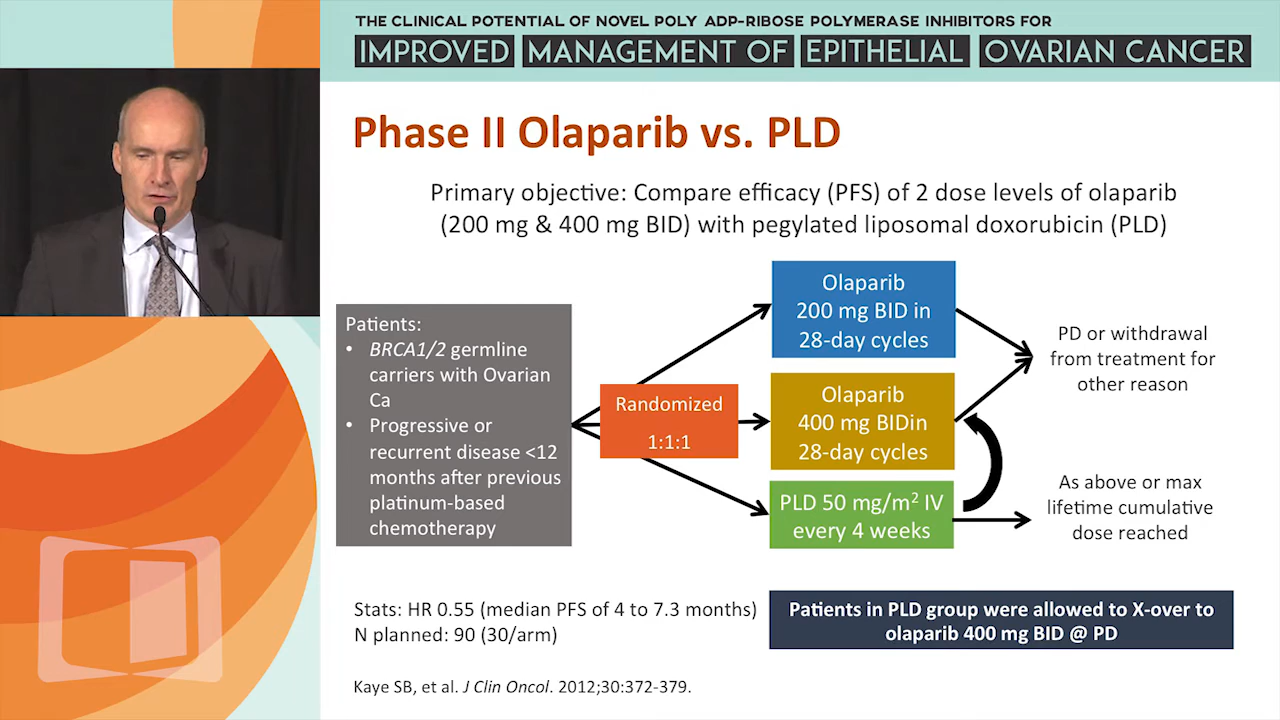 THE CLINICAL POTENTIAL OF NOVEL POLY ADP-RIBOSE POLYMERASE INHIBITORS FOR
IMPROVED MANAGEMENT OF EPITHELIAL OVARIAN CANCER
Phase II Olaparib vs. PLD
Primary objective: Compare efficacy (PFS) of 2 dose levels of olaparib
(200 mg & 400 mg BID) with pegylated liposomal doxorubicin (PLD)
Patients:
• BRCA1/2 germline
carriers with Ovarian
Ca
• Progressive or
recurrent disease <12
months after previous
platinum-based
chemotherapy
Randomized
1:1:1
Olaparib
200 mg BID in
28-day cycles
Olaparib
400 mg BIDin
28-day cycles
PLD 50 mg/m² IV
every 4 weeks
PD or withdrawal
from treatment for
other reason
As above or max
lifetime cumulative
dose reached
Stats: HR 0.55 (median PFS of 4 to 7.3 months)
N planned: 90 (30/arm)
Patients in PLD group were allowed to X-over to
olaparib 400 mg BID @ PD
Kaye SB, et al. J Clin Oncol. 2012;30:372-379.